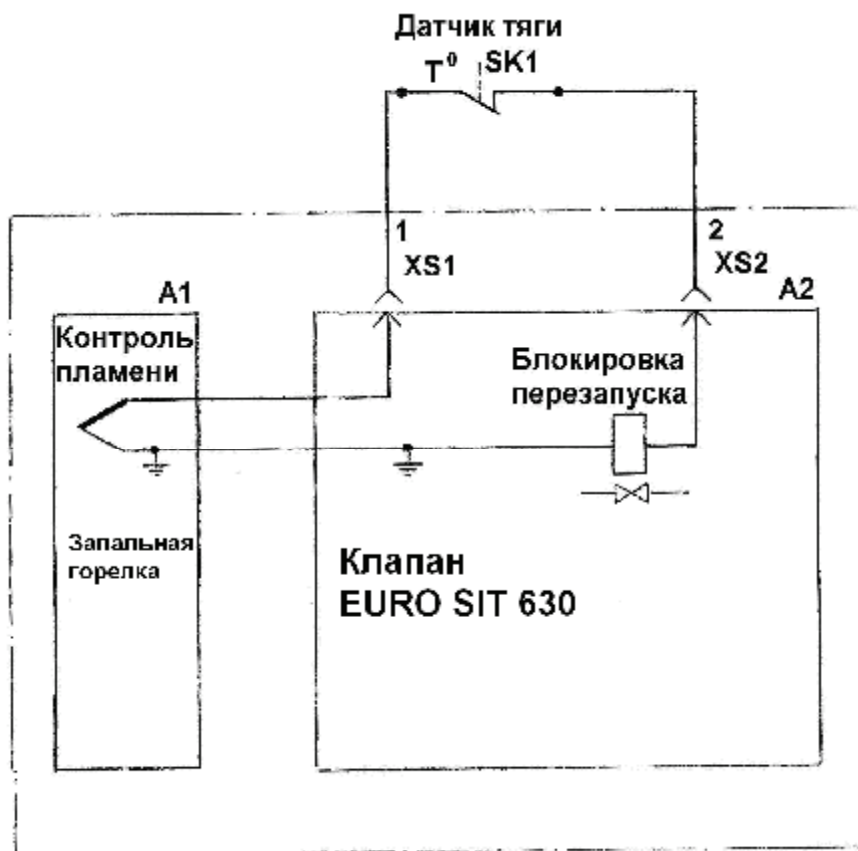 Датчик тяги
T⁰ SK1
1
XS1
2
XS2
A1
A2
Контроль
пламени
Блокировка
перезапуска
Запальная
горелка
Клапан
EURO SIT 630